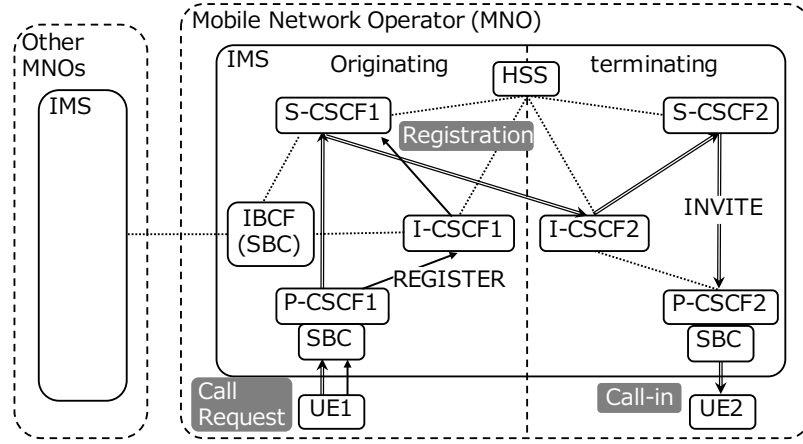 Mobile Network Operator (MNO)
Other
MNOs
IMS
IMS
Originating
terminating
HSS
S-CSCF1
S-CSCF2
Registration
IBCF
(SBC)
I-CSCF1
I-CSCF2
INVITE
REGISTER
P-CSCF1
SBC
P-CSCF2
SBC
Call
Request
UE1
Call-in
UE2